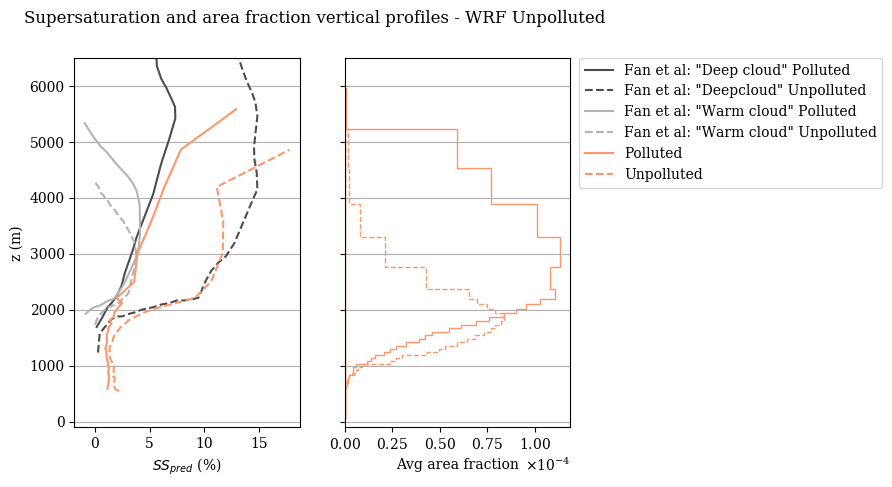 Supersaturation and area fraction vertical profiles - WRF Unpolluted
Fan et al: "Deep cloud" Polluted
Fan et al: "Deepcloud" Unpolluted
Fan et al: "Warm cloud" Polluted
Fan et al: "Warm cloud" Unpolluted
Polluted
Unpolluted
z (m)
6000
5000
4000
3000
2000
1000
0
0 5 10 15
SS_{pred} (%)
0.00 0.25 0.50 0.75 1.00
Avg area fraction ×10^{-4}